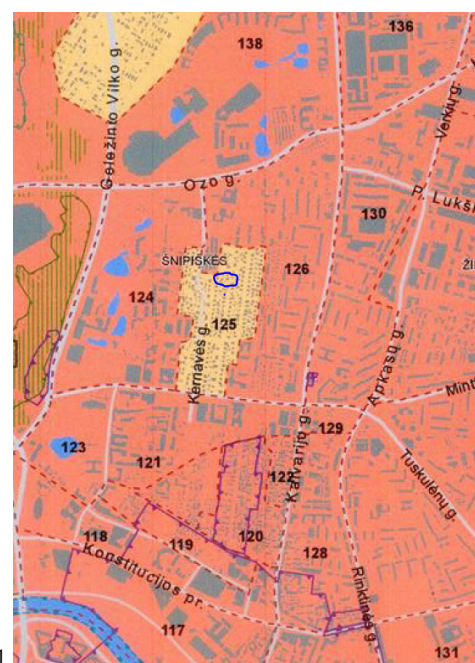 136
138
Geležinio Vilko g.
Verkių g.
Ozo g.
P. Lukš
130
ŠNIPIŠKĖS
126
124
125
Kernavės g.
Apkasų g.
Mint
129
Kalvarijų g.
123
121
122
Tuskulėnų g.
118
119
120
128
Konstitucijos pr.
Rinktinės g.
117
131